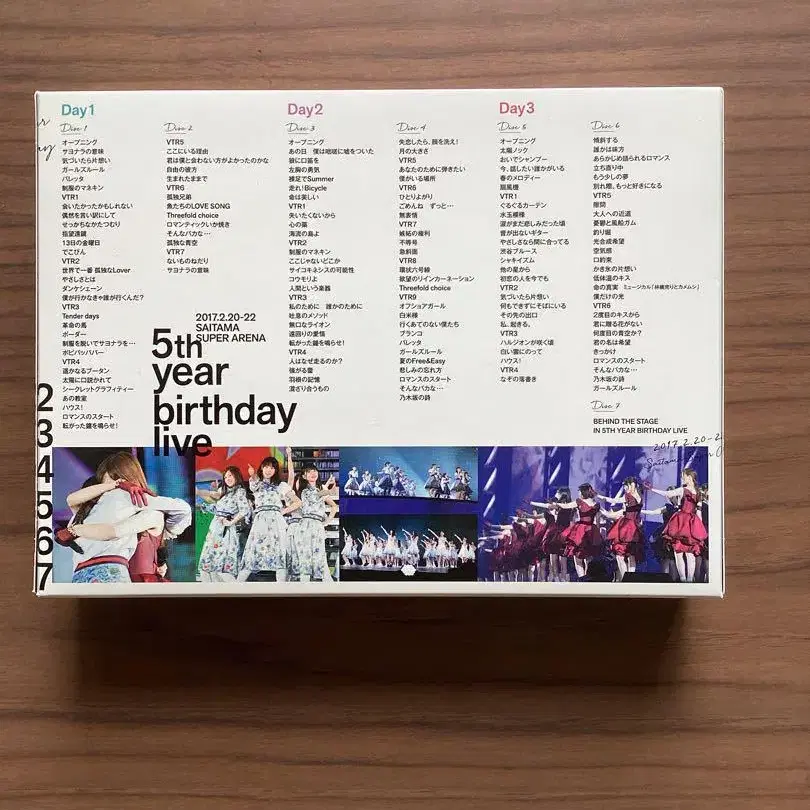 Day1
Disc 1
オープニング
サヨナラの意味
気づいたら片想い
ガールズルール
バレッタ
制服のマネキン
VTR1
会いたかったかもしれない
偶然を言い訳にして
せっかちなかたつむり
指望遠鏡
13日の金曜日
でこぴん
VTR2
世界で一番 孤独なLover
やさしさとは
ダンケシェーン
僕が行かなきゃ誰が行くんだ?
VTR3
Tender days
革命の馬
ボーダー
制服を脱いでサヨナラを…
ポピパッパパー
VTR4
遥かなるブータン
太陽に口説かれて
シークレットグラフィティー
あの教室
ハウス!
ロマンスのスタート
転がった鐘を鳴らせ!
Disc 2
VTR5
ここにいる理由
君は僕と会わない方がよかったのかな
自由の彼方
生まれたままで
VTR6
孤独兄弟
魚たちのLOVE SONG
Threefold choice
ロマンティックいか焼き
そんなバカな…
孤独な青空
VTR7
ないものねだり
サヨナラの意味
2017.2.20-22
SAITAMA
SUPER ARENA
5th
year
birthday
live
Day2
Disc 3
オープニング
あの日 僕は咄嗟に嘘をついた
狼に口笛を
左胸の勇気
裸足でSummer
走れ!Bicycle
命は美しい
VTR1
失いたくないから
心の薬
海流の島よ
VTR2
制服のマネキン
ここじゃないどこか
サイコキネシスの可能性
コウモリよ
人間という楽器
VTR3
私のために 誰かのために
吐息のメソッド
無口なライオン
遠回りの愛情
転がった鐘を鳴らせ!
VTR4
人はなぜ走るのか?
強がる蕾
羽根の記憶
混ざり合うもの
Disc 4
失恋したら、顔を洗え!
月の大きさ
VTR5
あなたのために弾きたい
僕がいる場所
VTR6
ひとりよがり
ごめんね ずっと…
無表情
VTR7
嫉妬の権利
不等号
急斜面
VTR8
環状六号線
欲望のリインカーネーション
Threefold choice
VTR9
オフショアガール
白米様
行くあてのない僕たち
ブランコ
バレッタ
ガールズルール
夏のFree&Easy
悲しみの忘れ方
ロマンスのスタート
そんなバカな…
乃木坂の詩
Day3
Disc 5
オープニング
太陽ノック
おいでシャンプー
今、話したい誰かがいる
春のメロディー
扇風機
VTR1
ぐるぐるカーテン
水玉模様
涙がまだ悲しみだった頃
音が出ないギター
やさしさなら間に合ってる
渋谷ブルース
シャキイズム
他の星から
初恋の人を今でも
VTR2
気づいたら片想い
何もできずにそばにいる
その先の出口
私、起きる。
VTR3
ハルジオンが咲く頃
白い雲にのって
ハウス!
VTR4
なぞの落書き
Disc 6
傾斜する
誰かは味方
あらかじめ語られるロマンス
立ち直り中
もう少しの夢
別れ際、もっと好きになる
VTR5
隙間
大人への近道
憂鬱と風船ガム
釣り堀
光合成希望
空気感
口約束
かき氷の片想い
低体温のキス
命の真実 ミュージカル「林檎売りとカメムシ」
僕だけの光
VTR6
2度目のキスから
君に贈る花がない
何度目の青空か?
君の名は希望
きっかけ
ロマンスのスタート
そんなバカな…
乃木坂の詩
ガールズルール
Disc 7
BEHIND THE STAGE
IN 5TH YEAR BIRTHDAY LIVE
2
3
4
5
6
7